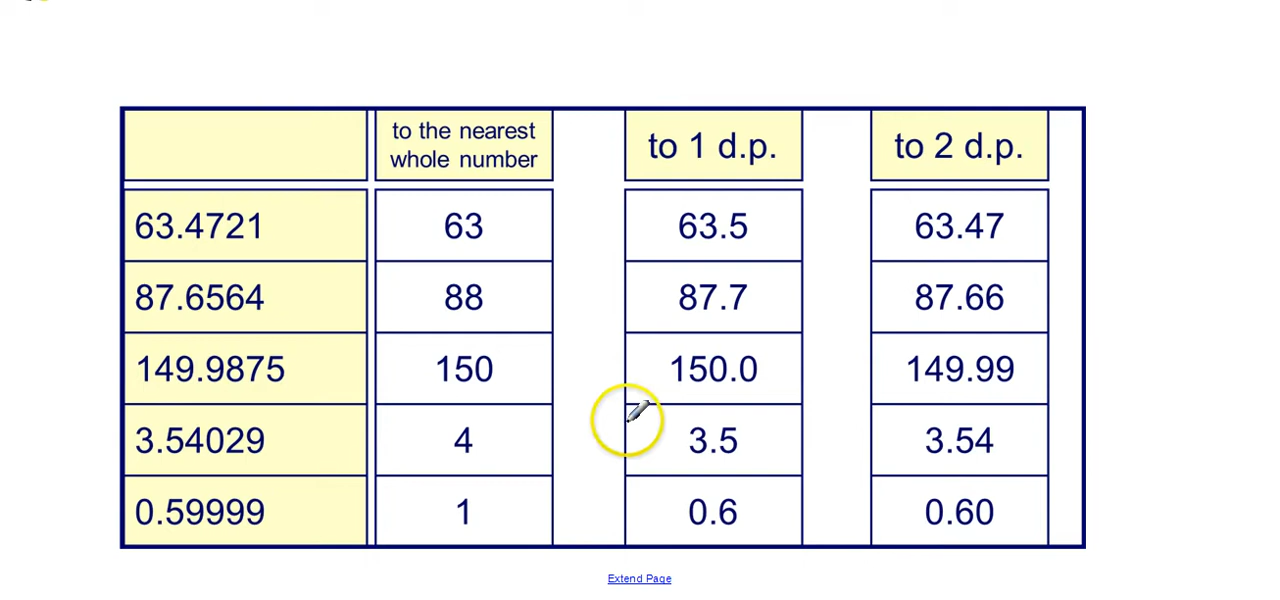 to the nearest
whole number
to 1 d.p.
to 2 d.p.
63.4721 63 63.5 63.47
87.6564 88 87.7 87.66
149.9875 150 150.0 149.99
3.54029 4 3.5 3.54
0.59999 1 0.6 0.60
Extend Page